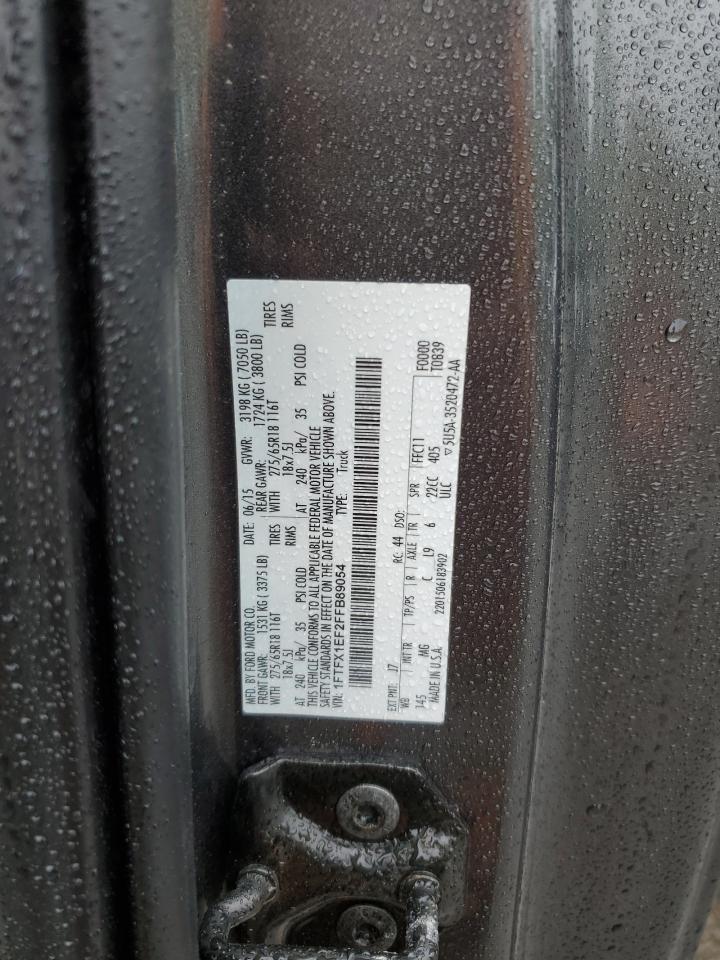 MFD. BY FORD MOTOR CO. DATE: 06/15 GVWR: 3198 KG ( 7050 LB)
FRONT GAWR: 1531 KG ( 3375 LB) REAR GAWR: 1724 KG ( 3800 LB)
275/65R18 116T TIRES WITH 275/65R18 116T TIRES
18x7.5J RIMS 18x7.5J RIMS
AT 240 kPa/ 35 PSI COLD AT 240 kPa/ 35 PSI COLD
THIS VEHICLE CONFORMS TO ALL APPLICABLE FEDERAL MOTOR VEHICLE
SAFETY STANDARDS IN EFFECT ON THE DATE OF MANUFACTURE SHOWN ABOVE.
VIN: 1FTFX1EF2FFB89054 TYPE: Truck
EXT PNT: J7 RC: 44 DSO: F0000
WB INT TR TP/PS R AXLE TR SPR FFC11 T0839
145 MG C L9 6 22CC 405
MADE IN U.S.A. 2201506183902 ULC ▽ 5U5A-3520472-AA